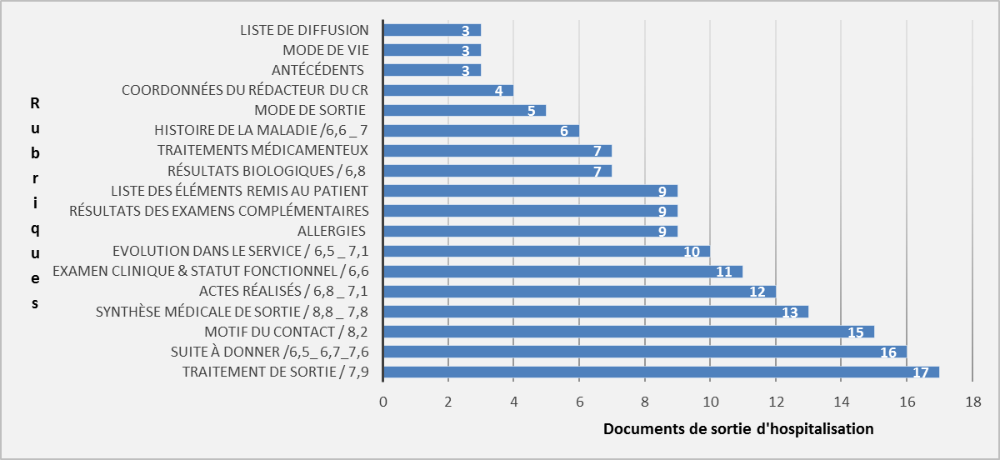 Rubriques
LISTE DE DIFFUSION 3
MODE DE VIE 3
ANTÉCÉDENTS 3
COORDONNÉES DU RÉDACTEUR DU CR 4
MODE DE SORTIE 5
HISTOIRE DE LA MALADIE /6,6 _ 7 6
TRAITEMENTS MÉDICAMENTEUX 7
RÉSULTATS BIOLOGIQUES / 6,8 7
LISTE DES ÉLÉMENTS REMIS AU PATIENT 9
RÉSULTATS DES EXAMENS COMPLÉMENTAIRES 9
ALLERGIES 9
EVOLUTION DANS LE SERVICE / 6,5 _ 7,1 10
EXAMEN CLINIQUE & STATUT FONCTIONNEL / 6,6 11
ACTES RÉALISÉS / 6,8 _ 7,1 12
SYNTHÈSE MÉDICALE DE SORTIE / 8,8 _ 7,8 13
MOTIF DU CONTACT / 8,2 15
SUITE À DONNER /6,5_ 6,7_7,6 16
TRAITEMENT DE SORTIE / 7,9 17
0 2 4 6 8 10 12 14 16 18
Documents de sortie d'hospitalisation